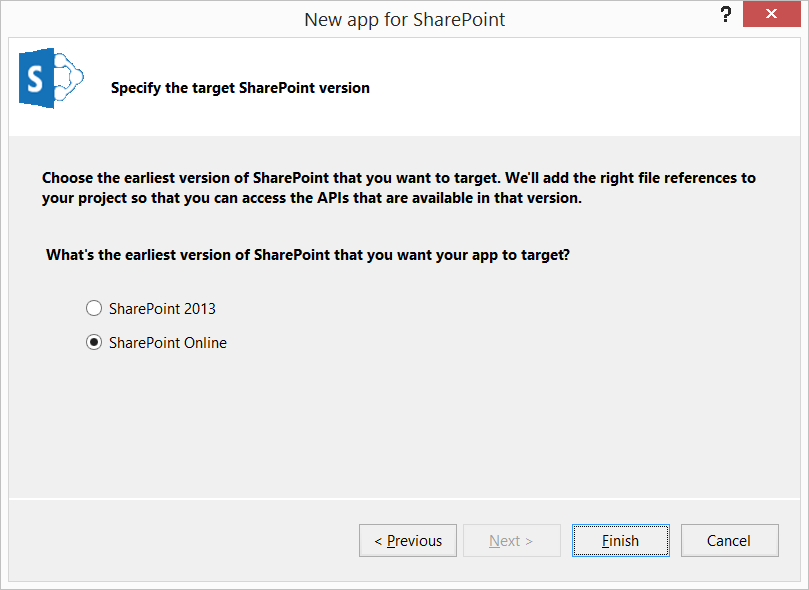 New app for SharePoint
?
S
Specify the target SharePoint version
Choose the earliest version of SharePoint that you want to target. We'll add the right file references to
your project so that you can access the APIs that are available in that version.
What's the earliest version of SharePoint that you want your app to target?
SharePoint 2013
SharePoint Online
< Previous
Next >
Finish
Cancel